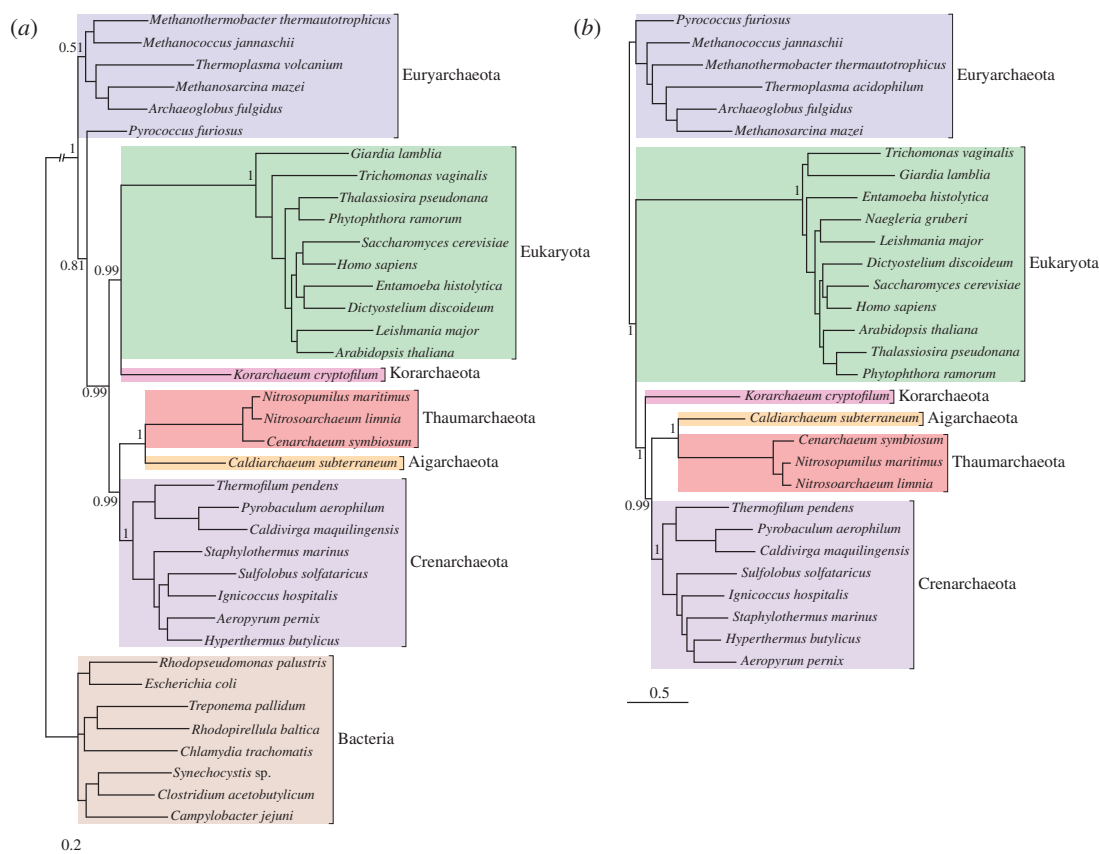 (a)
Methanothermobacter thermautotrophicus
0.51
Methanococcus jannaschii
Thermoplasma volcanium
Euryarchaeota
Methanosarcina mazei
Archaeoglobus fulgidus
Pyrococcus furiosus
1
Giardia lamblia
1
Trichomonas vaginalis
Thalassiosira pseudonana
Phytophthora ramorum
Saccharomyces cerevisiae
Eukaryota
0.81
0.99
Homo sapiens
Entamoeba histolytica
Dictyostelium discoideum
Leishmania major
Arabidopsis thaliana
Korarchaeum cryptofilum
Korarchaeota
0.99
Nitrosopumilus maritimus
Nitrosoarchaeum limnia
Thaumarchaeota
1
Cenarchaeum symbiosum
Caldiarchaeum subterraneum
Aigarchaeota
0.99
Thermofilum pendens
Pyrobaculum aerophilum
1
Caldivirga maquilingensis
Staphylothermus marinus
Crenarchaeota
Sulfolobus solfataricus
Ignicoccus hospitalis
Aeropyrum pernix
Hyperthermus butylicus
Rhodopseudomonas palustris
Escherichia coli
Treponema pallidum
Rhodopirellula baltica
Bacteria
Chlamydia trachomatis
Synechocystis sp.
Clostridium acetobutylicum
Campylobacter jejuni
0.2
(b)
Pyrococcus furiosus
Methanococcus jannaschii
Methanothermobacter thermautotrophicus
Euryarchaeota
Thermoplasma acidophilum
Archaeoglobus fulgidus
Methanosarcina mazei
Trichomonas vaginalis
1
Giardia lamblia
Entamoeba histolytica
Naegleria gruberi
Leishmania major
Eukaryota
Dictyostelium discoideum
Saccharomyces cerevisiae
Homo sapiens
1
Arabidopsis thaliana
Thalassiosira pseudonana
Phytophthora ramorum
Korarchaeum cryptofilum
Korarchaeota
Caldiarchaeum subterraneum
Aigarchaeota
1
1
Cenarchaeum symbiosum
Nitrosopumilus maritimus
Thaumarchaeota
Nitrosoarchaeum limnia
0.99
Thermofilum pendens
Pyrobaculum aerophilum
1
Caldivirga maquilingensis
Sulfolobus solfataricus
Crenarchaeota
Ignicoccus hospitalis
Staphylothermus marinus
Hyperthermus butylicus
Aeropyrum pernix
0.5